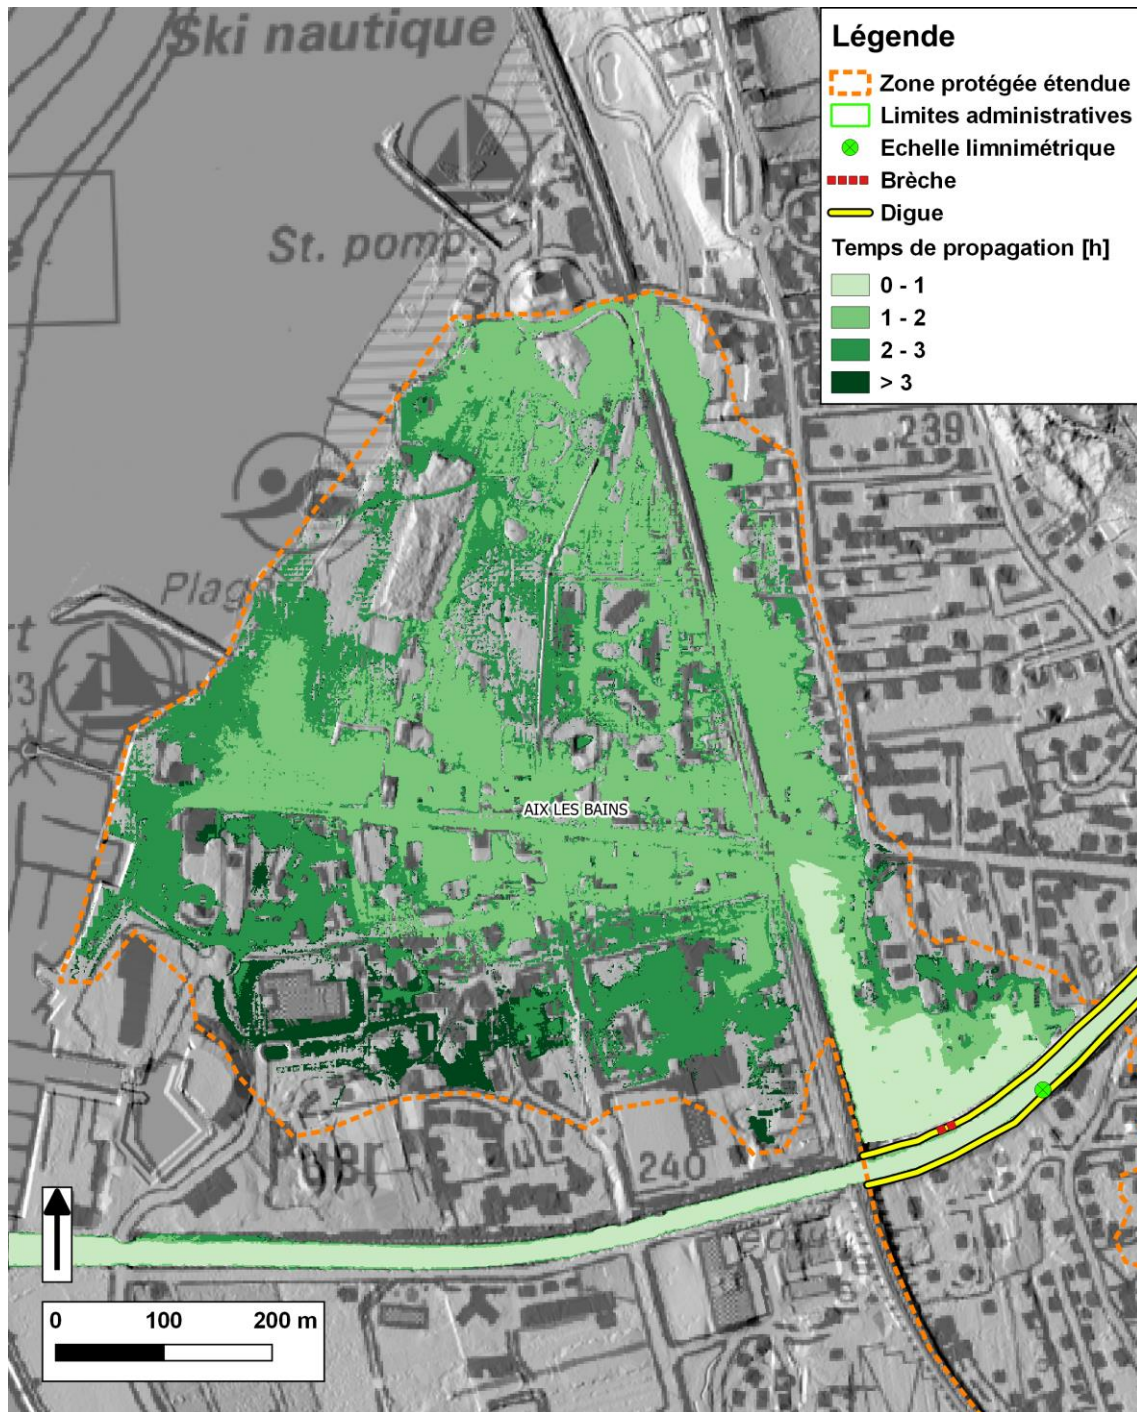 Ski nautique
Légende
Zone protégée étendue
Limites administratives
Echelle limnimétrique
Brèche
Digue
Temps de propagation [h]
0 - 1
1 - 2
2 - 3
> 3
St. pomp.
239
Plag
AIX LES BAINS
240
0 100 200 m